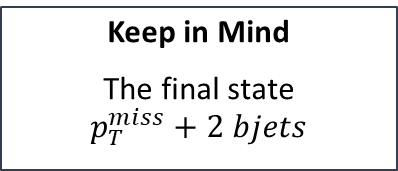 Keep in Mind
The final state
$p_T^{miss} + 2\ bjets$